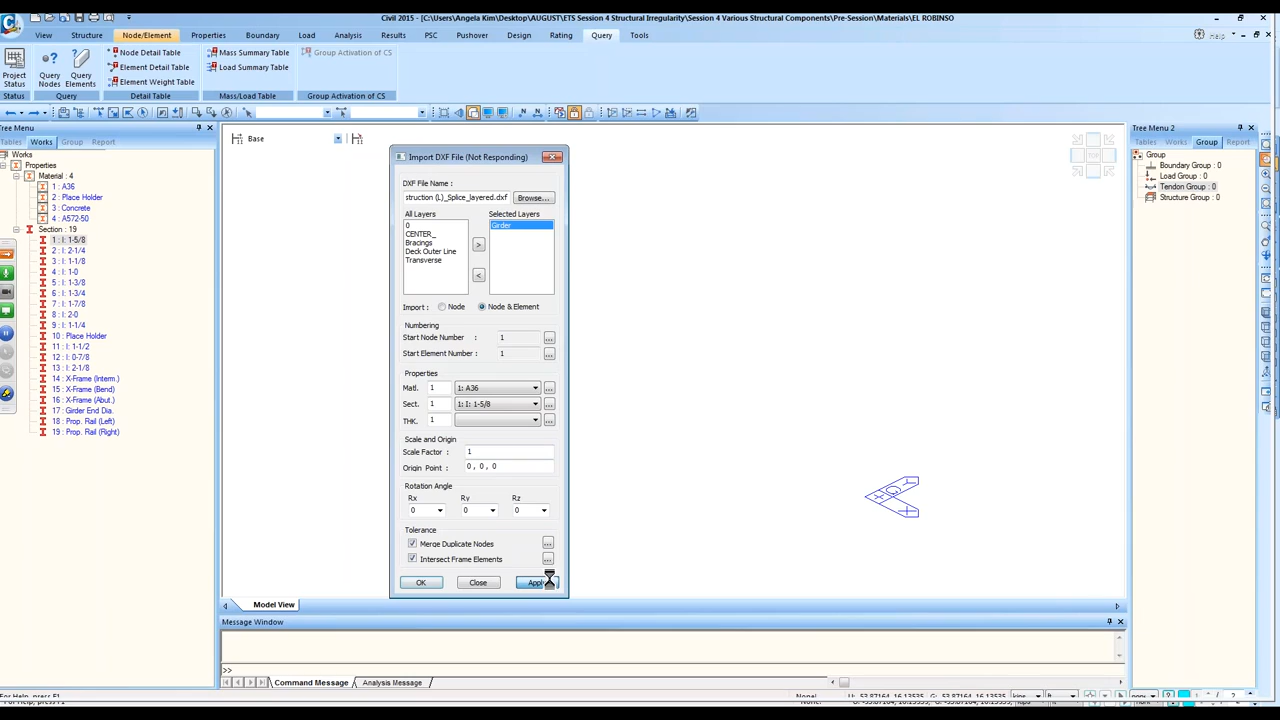 Civil 2015 - [C:\Users\Angela Kim\Desktop\AUGUST\ETS Session 4 Structural Irregularity\Session 4 Various Structural Components\Pre-Session\Materials\EL ROBINSO
View Structure Node/Element Properties Boundary Load Analysis Results PSC Pushover Design Rating Query Tools
Help
Project Status
Query Nodes
Query Elements
Node Detail Table
Element Detail Table
Element Weight Table
Mass Summary Table
Load Summary Table
Group Activation of CS
Status Query Detail Table Mass/Load Table Group Activation of CS
Tree Menu
Tables Works Group Report
Works
Properties
Material : 4
1 : A36
2 : Place Holder
3 : Concrete
4 : A572-50
Section : 19
1 : I: 1-5/8
2 : I: 2-1/4
3 : I: 1-1/8
4 : I: 1-0
5 : I: 1-3/8
6 : I: 1-3/4
7 : I: 1-7/8
8 : I: 2-0
9 : I: 1-1/4
10 : Place Holder
11 : I: 1-1/2
12 : I: 0-7/8
13 : I: 2-1/8
14 : X-Frame (Interm.)
15 : X-Frame (Bend)
16 : X-Frame (Abut.)
17 : Girder End Dia.
18 : Prop. Rail (Left)
19 : Prop. Rail (Right)
Base
TOP
Import DXF File (Not Responding)
DXF File Name :
struction (L)_Splice_layered.dxf Browse...
All Layers Selected Layers
0
CENTER_
Bracings
Deck Outer Line
Transverse
Girder
>
<
Import : Node Node & Element
Numbering
Start Node Number : 1 ...
Start Element Number : 1 ...
Properties
Matl. 1 1: A36 ...
Sect. 1 1: I: 1-5/8 ...
THK. 1 ...
Scale and Origin
Scale Factor : 1
Origin Point : 0 , 0 , 0
Rotation Angle
Rx Ry Rz
0 0 0
Tolerance
Merge Duplicate Nodes ...
Intersect Frame Elements ...
OK Close Apply
Model View
Message Window
>>
Command Message Analysis Message
Tree Menu 2
Tables Works Group Report
Group
Boundary Group : 0
Load Group : 0
Tendon Group : 0
Structure Group : 0
For Help, press F1